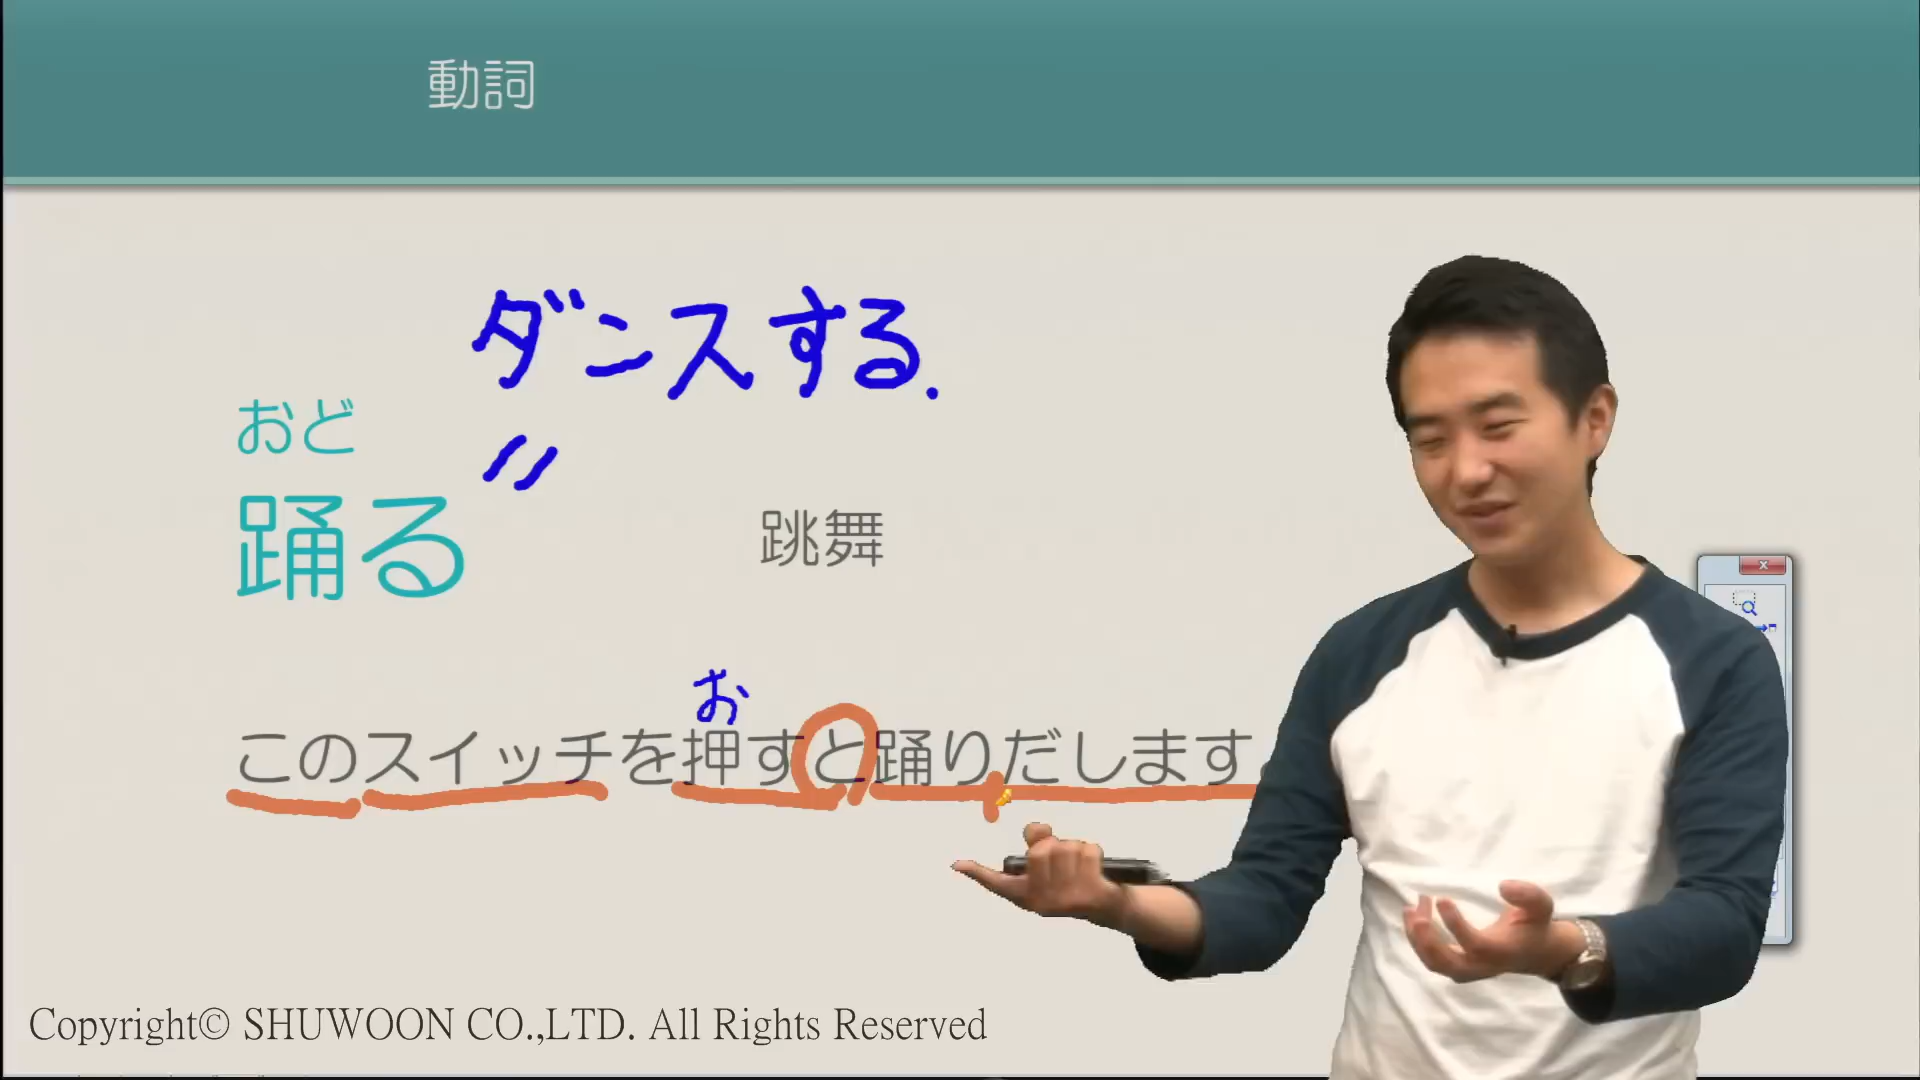 動詞
ダンスする.
おど
〃
踊る
跳舞
お
このスイッチを押すと踊りだします
Copyright© SHUWOON CO.,LTD. All Rights Reserved